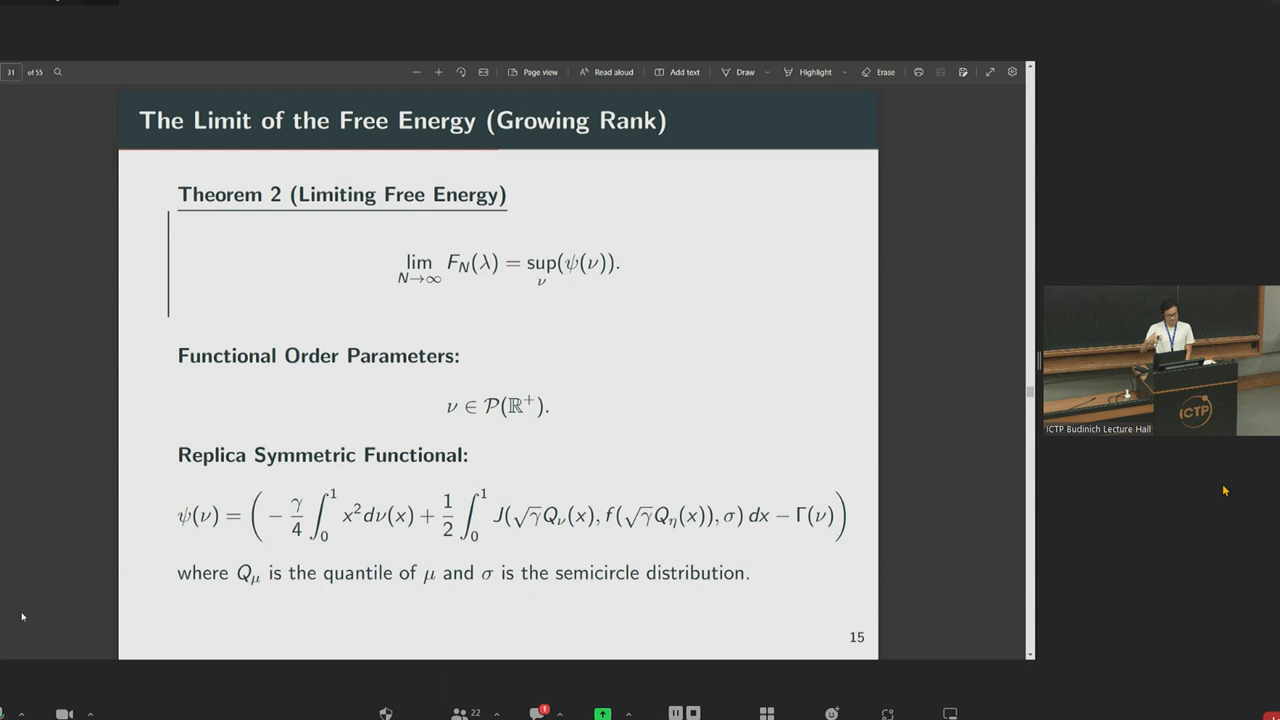 31 of 55
Page view
Read aloud
Add text
Draw
Highlight
Erase
The Limit of the Free Energy (Growing Rank)
Theorem 2 (Limiting Free Energy)
lim_{N→∞} F_N(λ) = sup_ν (ψ(ν)).
Functional Order Parameters:
ν ∈ 𝒫(ℝ⁺).
Replica Symmetric Functional:
ψ(ν) = ( − γ/4 ∫₀¹ x² dν(x) + 1/2 ∫₀¹ J(√γ Q_ν(x), f(√γ Q_η(x)), σ) dx − Γ(ν) )
where Q_μ is the quantile of μ and σ is the semicircle distribution.
15
ICTP
ICTP Budinich Lecture Hall
22
1